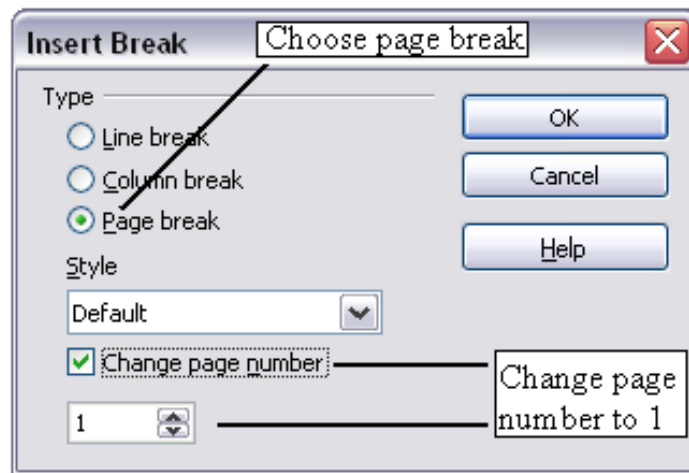 Insert Break
Choose page break
Type
Line break
Column break
Page break
Style
Default
Change page number
1
OK
Cancel
Help
Change page
number to 1